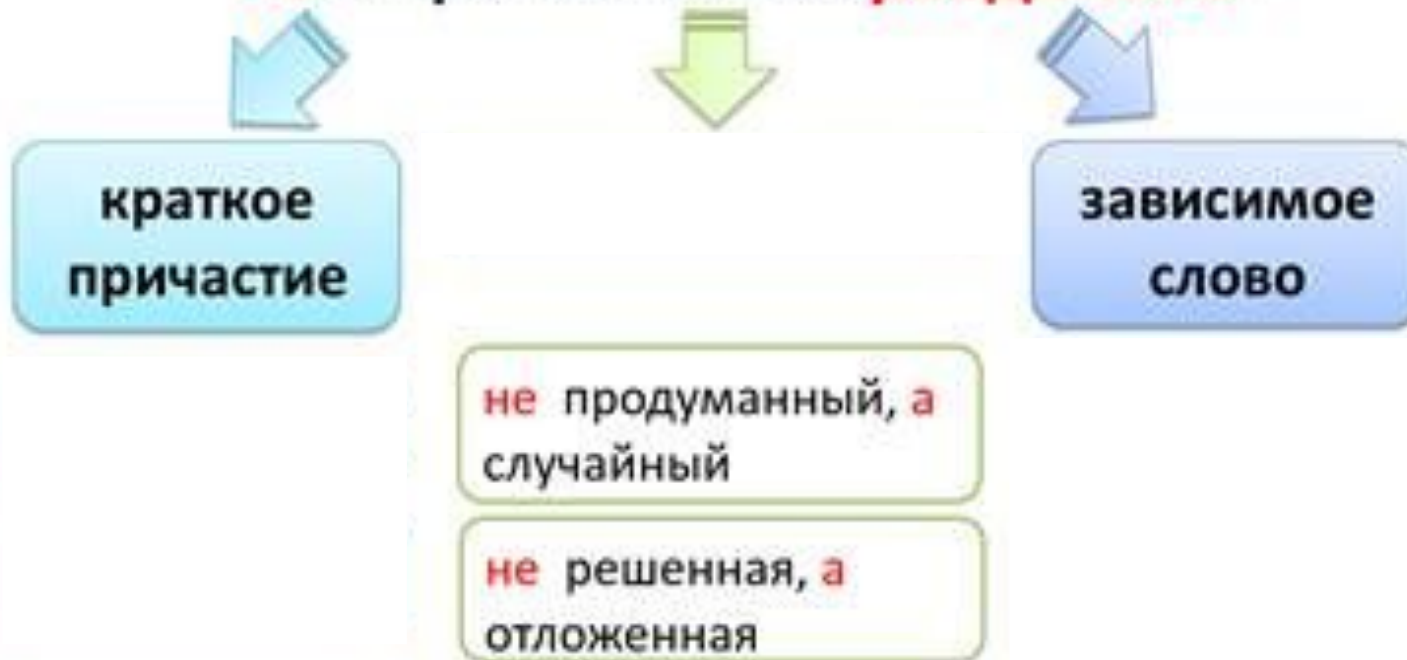 краткое
причастие
зависимое
слово
не продуманный, а
случайный
не решенная, а
отложенная